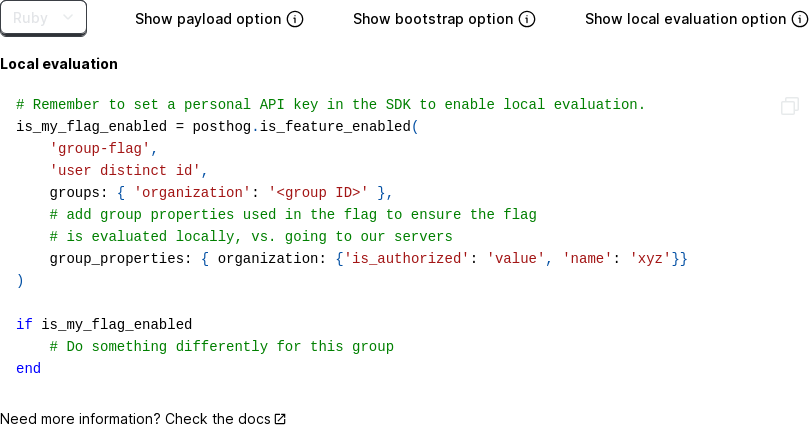 Ruby
Show payload option
Show bootstrap option
Show local evaluation option
Local evaluation
# Remember to set a personal API key in the SDK to enable local evaluation.
is_my_flag_enabled = posthog.is_feature_enabled(
    'group-flag',
    'user distinct id',
    groups: { 'organization': '<group ID>' },
    # add group properties used in the flag to ensure the flag
    # is evaluated locally, vs. going to our servers
    group_properties: { organization: {'is_authorized': 'value', 'name': 'xyz'}}
)
if is_my_flag_enabled
    # Do something differently for this group
end
Need more information? Check the docs